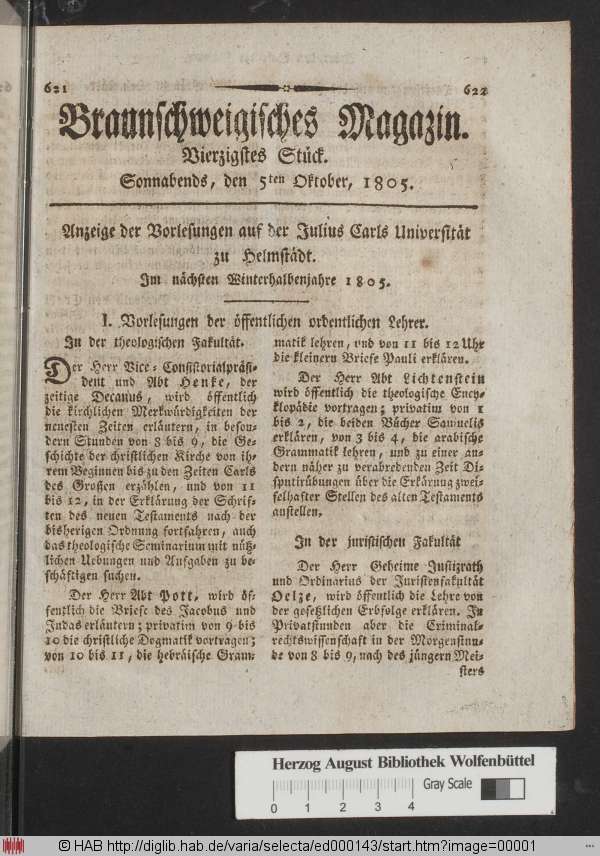 621
622
Braunschweigisches Magazin.
Vierzigstes Stück.
Sonnabends, den 5ten Oktober, 1805.
Anzeige der Vorlesungen auf der Julius Carls Universität
zu Helmstädt.
Im nächsten Winterhalbenjahre 1805.
I. Vorlesungen der öffentlichen ordentlichen Lehrer.
In der theologischen Fakultät.
Der Herr Vice-Consistorialpräsi-
dent und Abt Henke, der
zeitige Decanus, wird öffentlich
die kirchlichen Merkwürdigkeiten der
neuesten Zeiten erläutern, in beson-
dern Stunden von 8 bis 9, die Ge-
schichte der christlichen Kirche von ih-
rem Beginnen bis zu den Zeiten Carls
des Großen erzählen, und von 11
bis 12, in der Erklärung der Schrif-
ten des neuen Testaments nach der
bisherigen Ordnung fortfahren, auch
das theologische Seminarium mit nütz-
lichen Uebungen und Aufgaben zu be-
schäftigen suchen.
Der Herr Abt Pott, wird öf-
fentlich die Briefe des Jacobus und
Judas erläutern; privatim von 9 bis
10 die christliche Dogmatik vortragen;
von 10 bis 11, die hebräische Gram-
matik lehren, und von 11 bis 12 Uhr
die kleinern Briefe Pauli erklären.
Der Herr Abt Lichtenstein
wird öffentlich die theologische Ency-
klopädie vortragen; privatim von 1
bis 2, die beiden Bücher Samuelis
erklären, von 3 bis 4, die arabische
Grammatik lehren, und zu einer an-
dern näher zu verabredenden Zeit Di-
sputirübungen über die Erkärung zwei-
felhafter Stellen des alten Testaments
anstellen.
In der juristischen Fakultät
Der Herr Geheime Justizrath
und Ordinarius der Juristenfakultät
Oelze, wird öffentlich die Lehre von
der gesetzlichen Erbfolge erklären. In
Privatstunden aber die Criminal-
rechtswissenschaft in der Morgenstun-
de von 8 bis 9, nach des jüngern Mei-
sters
Herzog August Bibliothek Wolfenbüttel
Gray Scale
0 1 2 3 4
© HAB http://diglib.hab.de/varia/selecta/ed000143/start.htm?image=00001